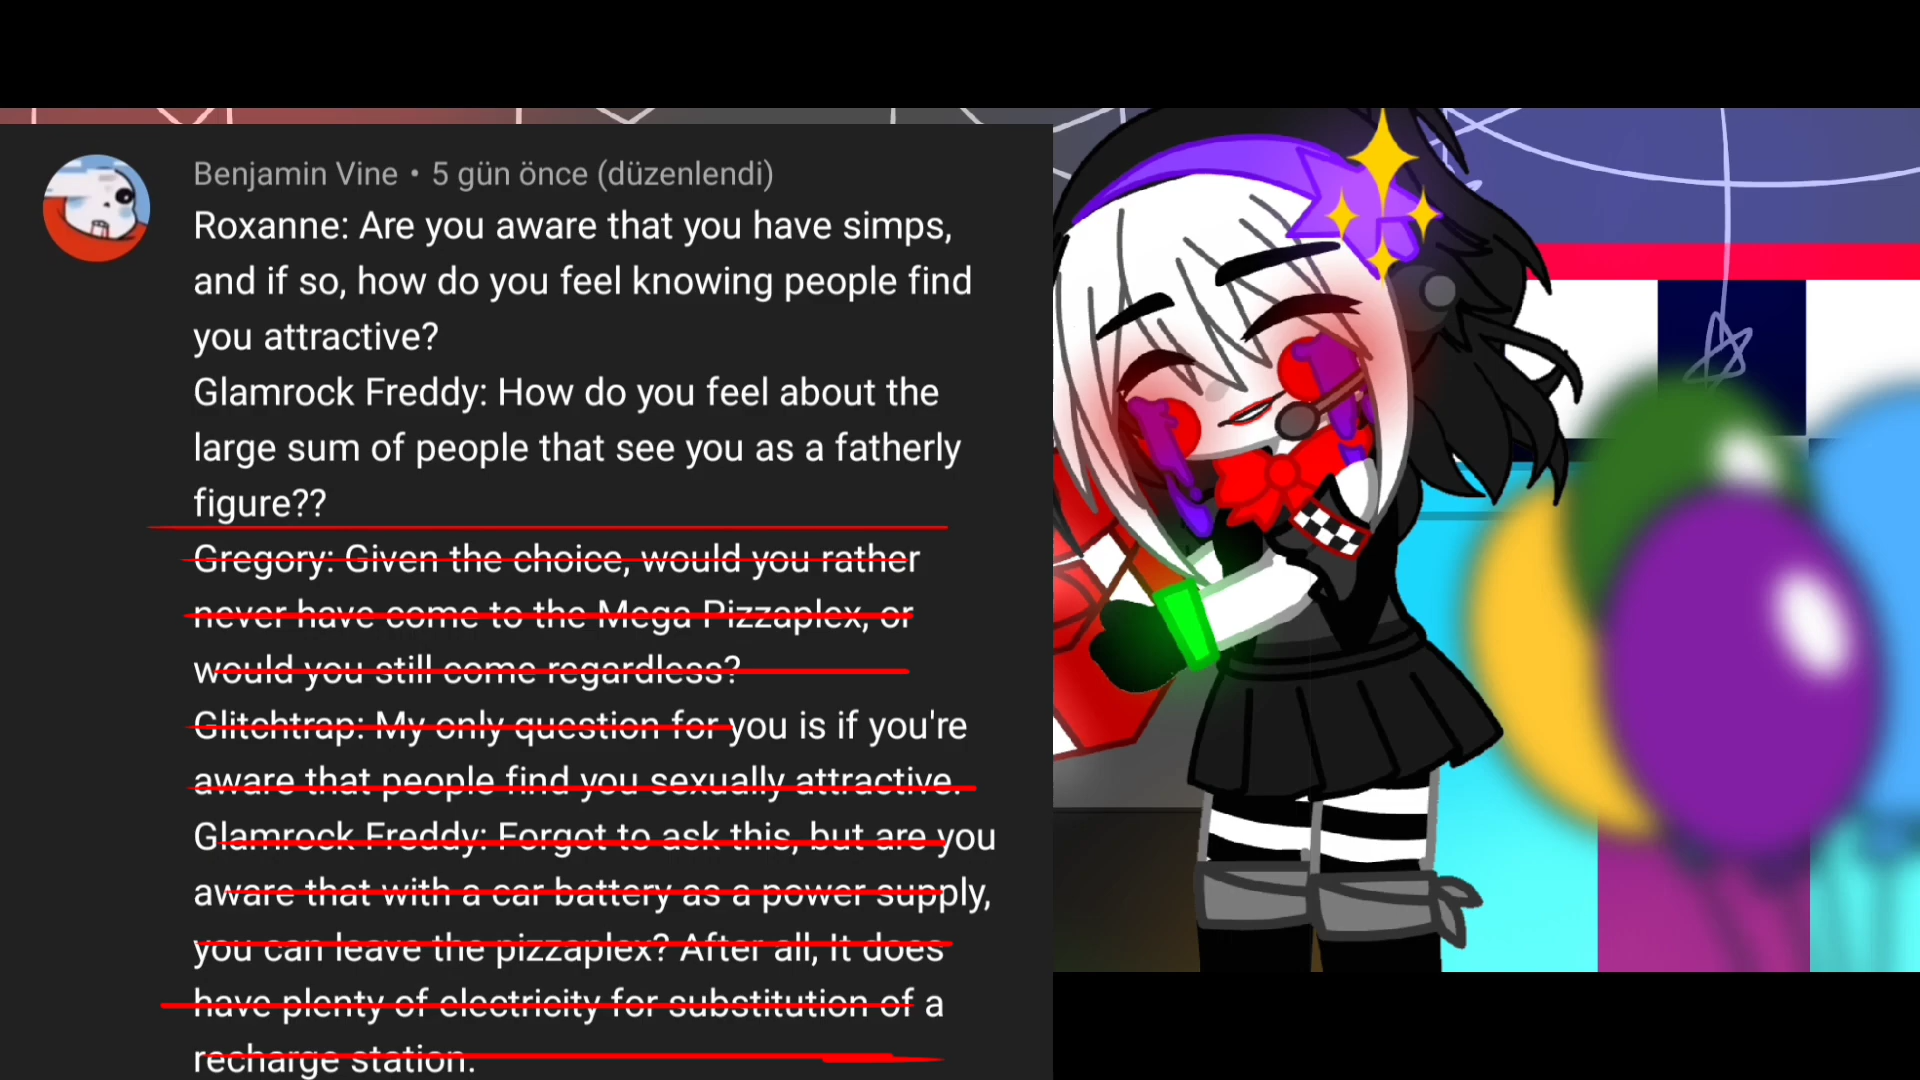 Benjamin Vine • 5 gün önce (düzenlendi)
Roxanne: Are you aware that you have simps,
and if so, how do you feel knowing people find
you attractive?
Glamrock Freddy: How do you feel about the
large sum of people that see you as a fatherly
figure??
Gregory: Given the choice, would you rather
never have come to the Mega Pizzaplex, or
would you still come regardless?
Glitchtrap: My only question for you is if you're
aware that people find you sexually attractive.
Glamrock Freddy: Forgot to ask this, but are you
aware that with a car battery as a power supply,
you can leave the pizzaplex? After all, It does
have plenty of electricity for substitution of a
recharge station.